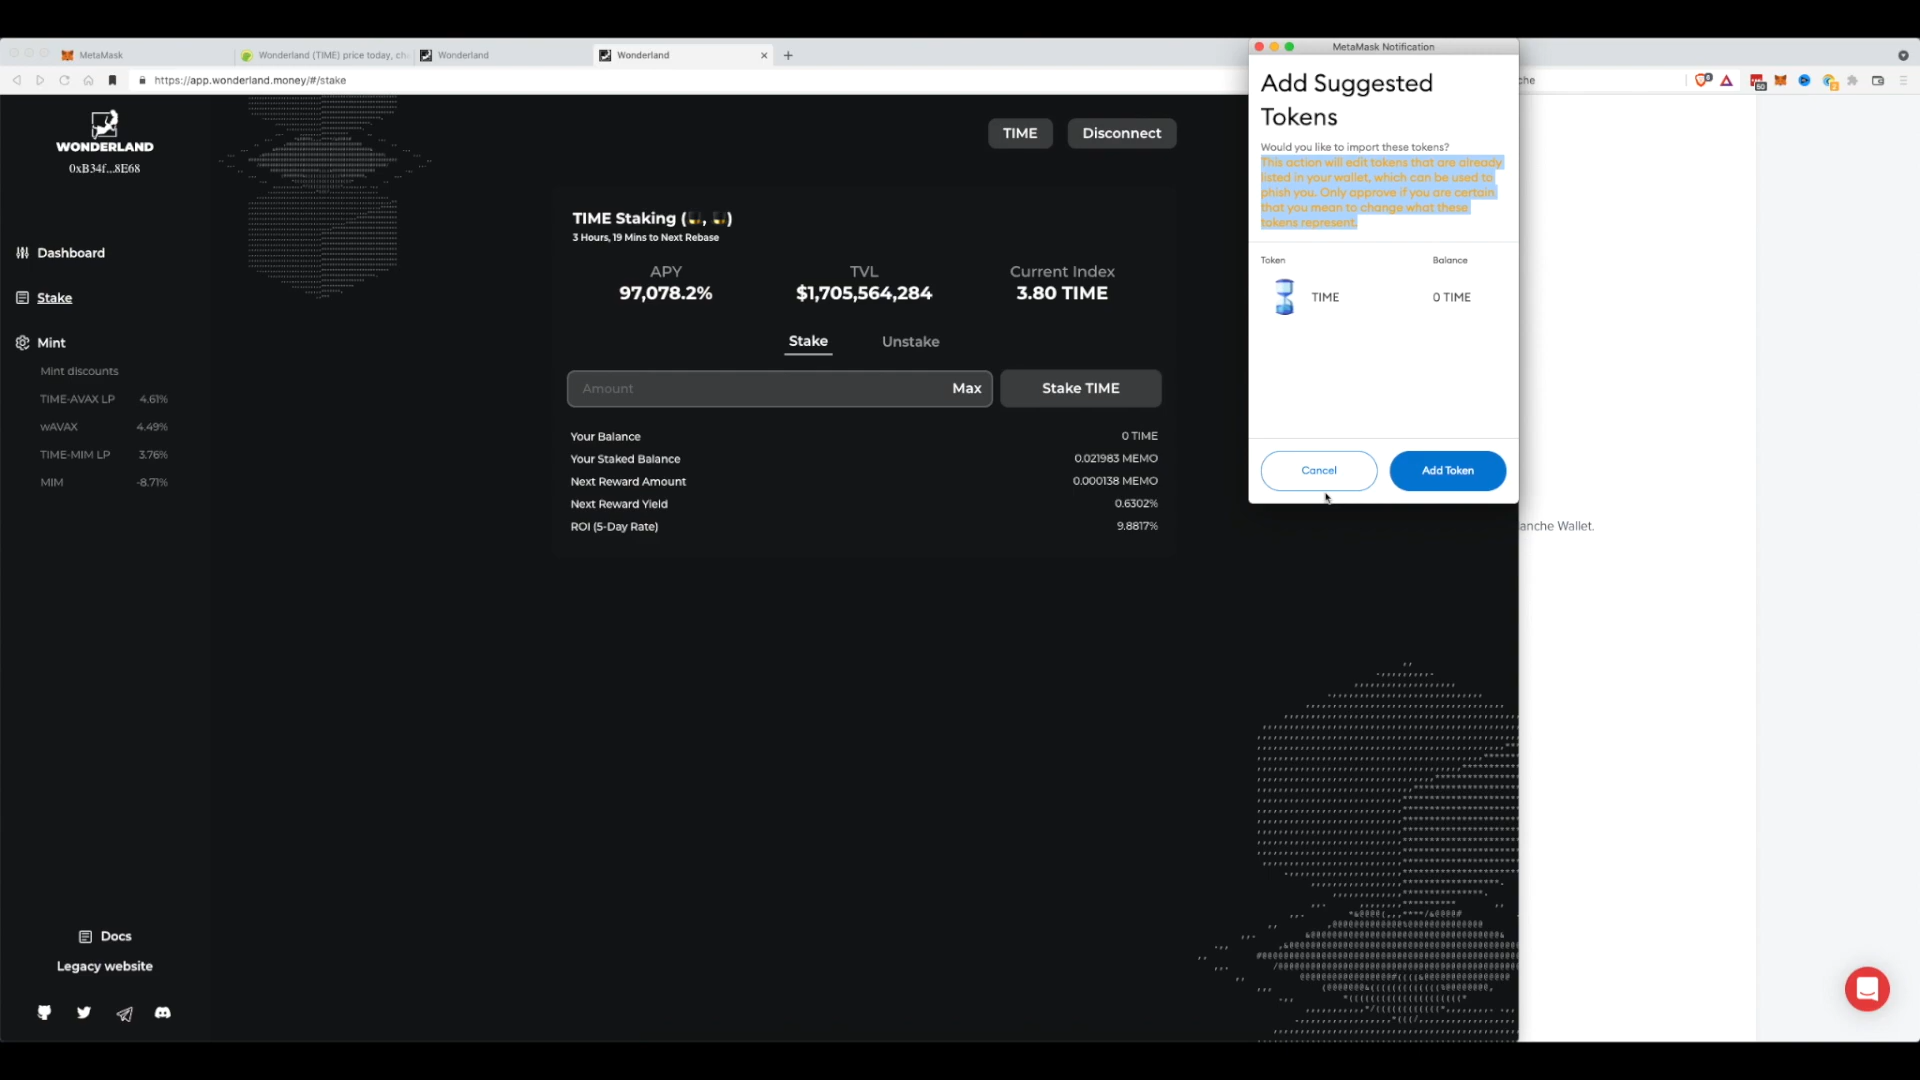 MetaMask
Wonderland (TIME) price today, ch
Wonderland
Wonderland
https://app.wonderland.money/#/stake
che
WONDERLAND
0xB34f...8E68
Dashboard
Stake
Mint
Mint discounts
TIME-AVAX LP 4.61%
wAVAX 4.49%
TIME-MIM LP 3.76%
MIM -8.71%
Docs
Legacy website
TIME
Disconnect
TIME Staking (
,
)
3 Hours, 19 Mins to Next Rebase
APY
97,078.2%
TVL
$1,705,564,284
Current Index
3.80 TIME
Stake
Unstake
Amount
Max
Stake TIME
Your Balance 0 TIME
Your Staked Balance 0.021983 MEMO
Next Reward Amount 0.000138 MEMO
Next Reward Yield 0.6302%
ROI (5-Day Rate) 9.8817%
MetaMask Notification
Add Suggested
Tokens
Would you like to import these tokens?
This action will edit tokens that are already
listed in your wallet, which can be used to
phish you. Only approve if you are certain
that you mean to change what these
tokens represent.
Token Balance
TIME 0 TIME
Cancel
Add Token
anche Wallet.